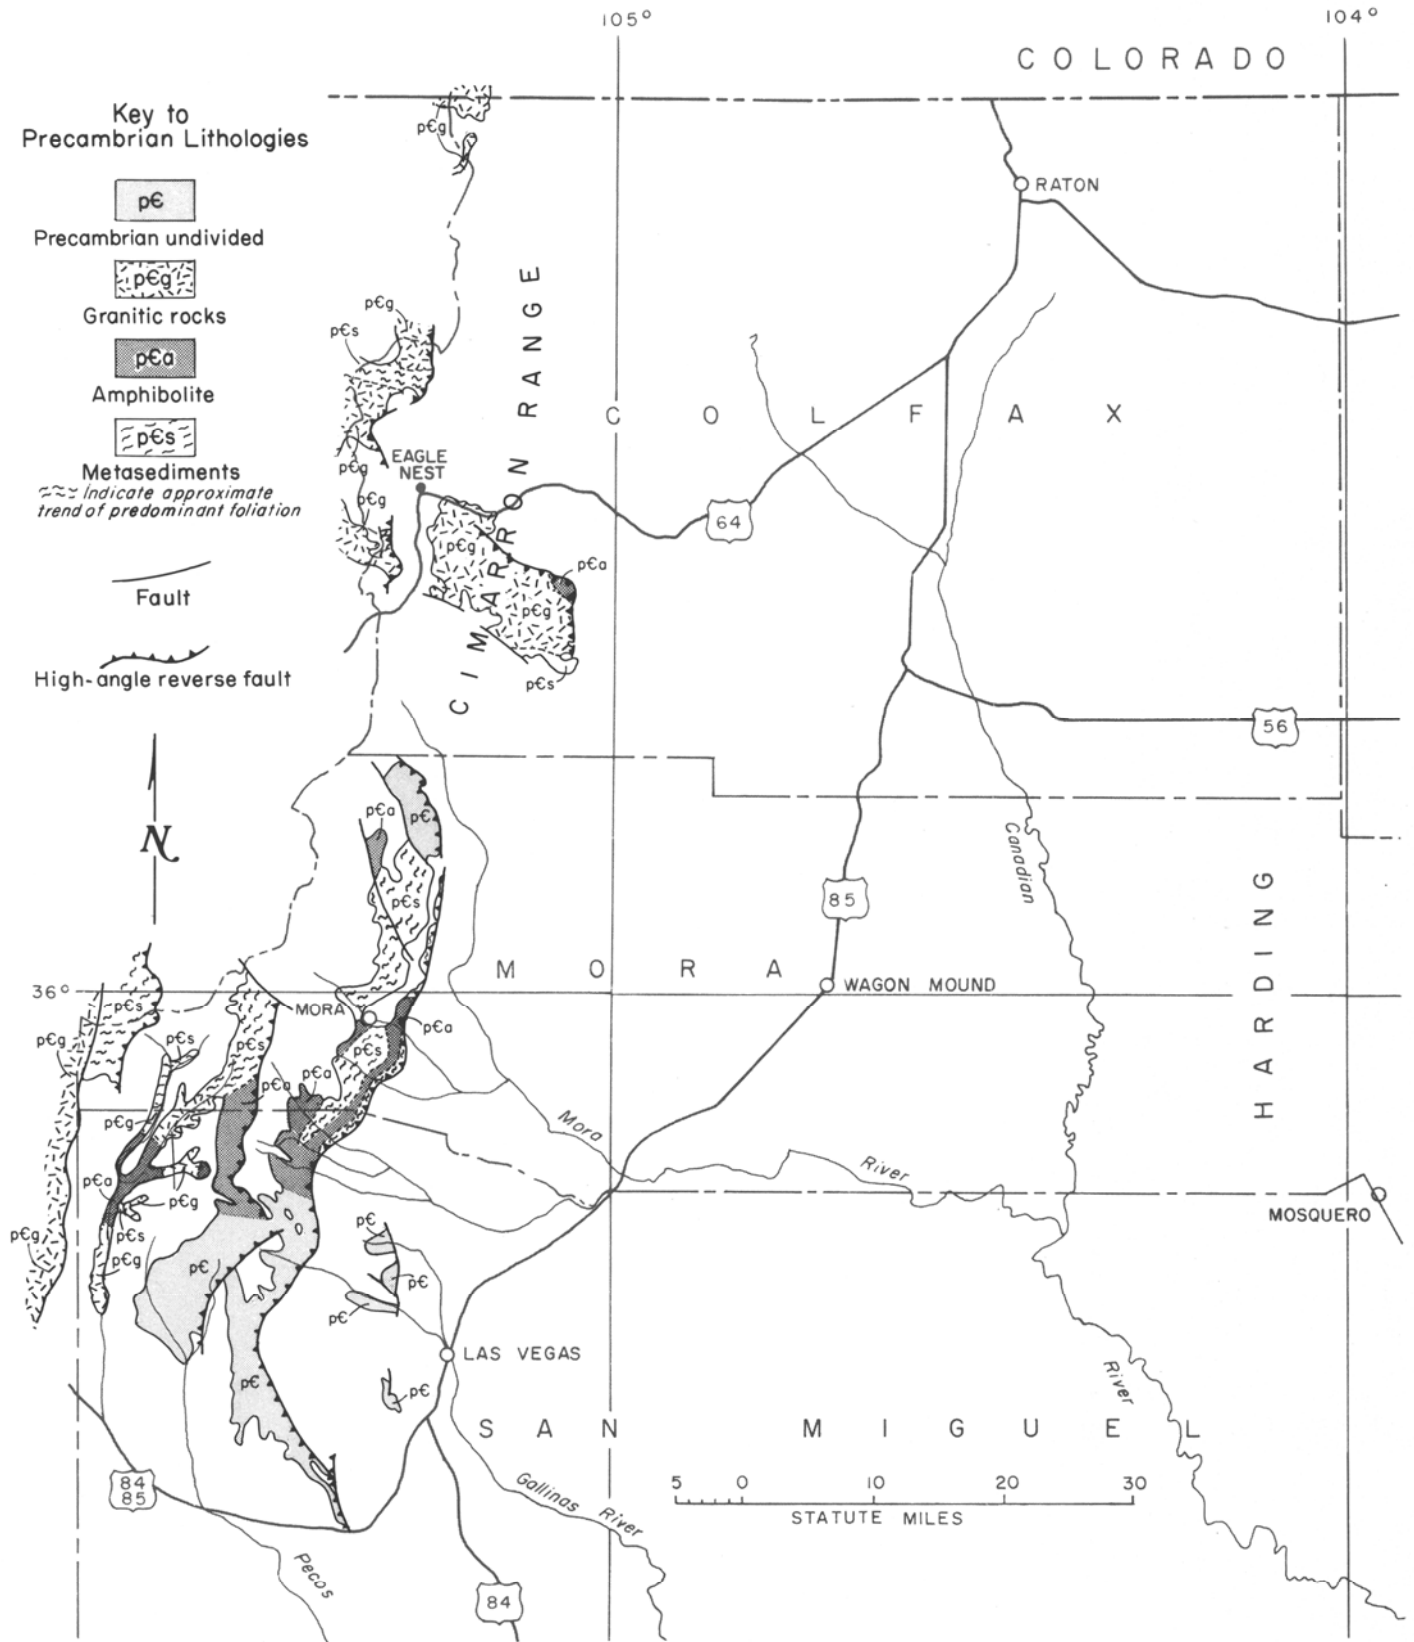 105°
104°
COLORADO
Key to
Precambrian Lithologies
p€
Precambrian undivided
p€g
Granitic rocks
p€a
Amphibolite
p€s
Metasediments
Indicate approximate
trend of predominant foliation
Fault
High-angle reverse fault
N
p€g
RATON
p€g
p€s
CIMARRON RANGE
COLFAX
p€g
EAGLE
NEST
p€g
64
p€g
p€a
p€g
p€s
56
p€a
p€
Canadian
p€s
85
HARDING
MORA
36°
p€s
MORA
WAGON MOUND
p€g
p€s
p€s
p€s
p€a
p€a
p€a
p€g
Mora
River
p€a
p€g
p€g
p€s
p€g
p€
p€
p€
p€
MOSQUERO
LAS VEGAS
p€
p€
River
SAN MIGUEL
84
85
Gallinas River
5 0 10 20 30
STATUTE MILES
Pecos
84